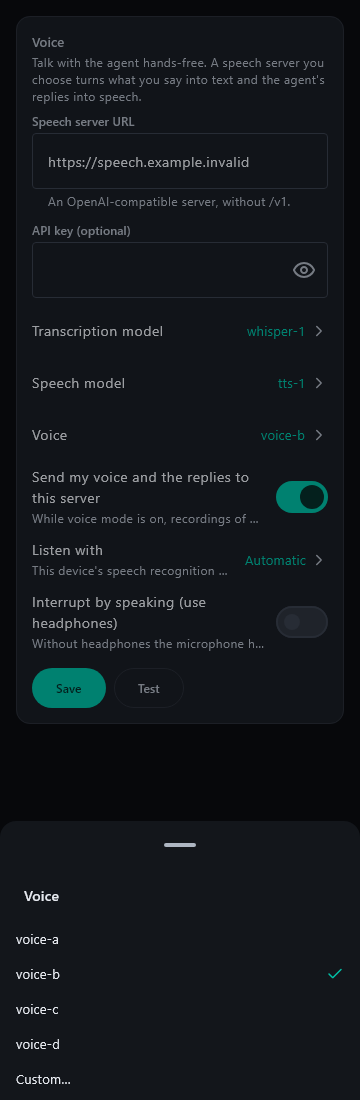 Voice
Talk with the agent hands-free. A speech server you
choose turns what you say into text and the agent's
replies into speech.
Speech server URL
https://speech.example.invalid
An OpenAI-compatible server, without /v1.
API key (optional)
Transcription model
whisper-1
Speech model
tts-1
Voice
voice-b
Send my voice and the replies to
this server
While voice mode is on, recordings of ...
Listen with
This device's speech recognition ...
Automatic
Interrupt by speaking (use
headphones)
Without headphones the microphone h...
Save
Test
Voice
voice-a
voice-b
voice-c
voice-d
Custom...